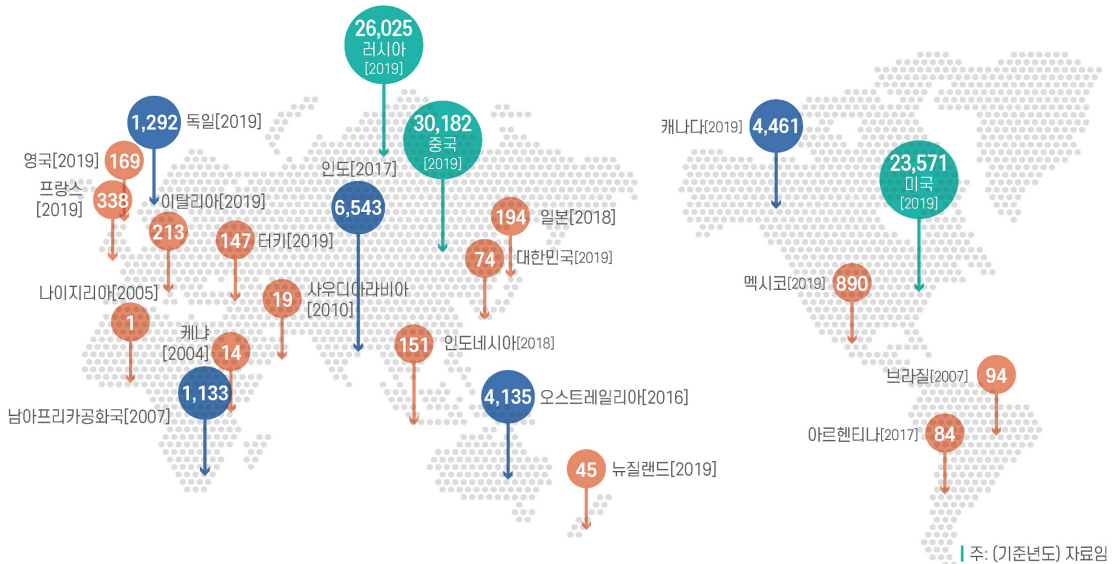 26,025
러시아
[2019]
1,292
독일[2019]
30,182
중국
[2019]
영국[2019]
169
인도[2017]
6,543
프랑스
[2019]
338
이탈리아[2019]
213
147
터키[2019]
194
일본[2018]
74
대한민국[2019]
나이지리아[2005]
1
19
사우디아라비아
[2010]
케냐
[2004]
14
151
인도네시아[2018]
1,133
남아프리카공화국[2007]
4,135
오스트레일리아[2016]
45
뉴질랜드[2019]
캐나다[2019]
4,461
23,571
미국
[2019]
멕시코[2019]
890
브라질[2007]
94
아르헨티나[2017]
84
주: (기준년도) 자료임